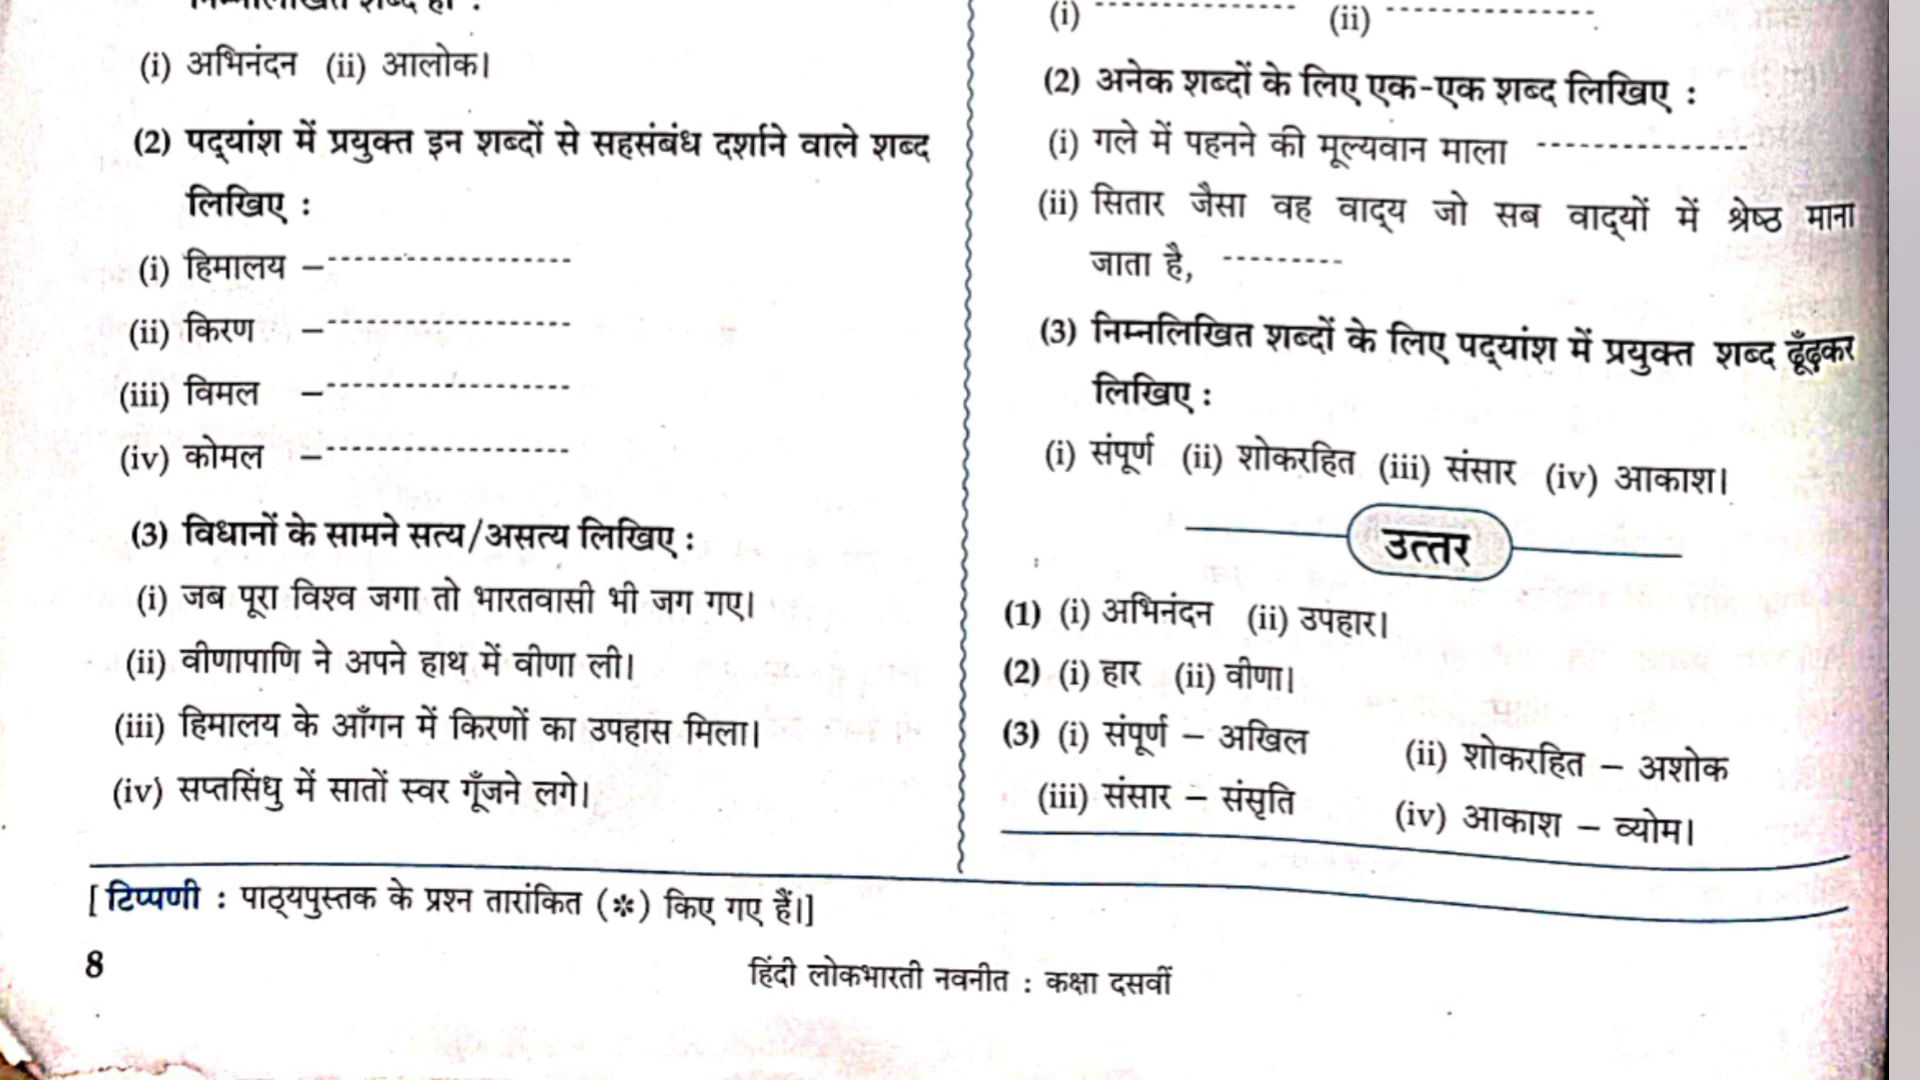 (i) अभिनंदन (ii) आलोक।
(2) पद्‌यांश में प्रयुक्त इन शब्दों से सहसंबंध दर्शाने वाले शब्द
लिखिए :
(i) हिमालय – --------------------
(ii) किरण – --------------------
(iii) विमल – --------------------
(iv) कोमल – --------------------
(3) विधानों के सामने सत्य/असत्य लिखिए :
(i) जब पूरा विश्व जगा तो भारतवासी भी जग गए।
(ii) वीणापाणि ने अपने हाथ में वीणा ली।
(iii) हिमालय के आँगन में किरणों का उपहास मिला।
(iv) सप्तसिंधु में सातों स्वर गूँजने लगे।
(i) ----------------- (ii) -----------------
(2) अनेक शब्दों के लिए एक-एक शब्द लिखिए :
(i) गले में पहनने की मूल्यवान माला -----------------
(ii) सितार जैसा वह वाद्‌य जो सब वाद्‌यों में श्रेष्ठ माना
जाता है, ---------
(3) निम्नलिखित शब्दों के लिए पद्‌यांश में प्रयुक्त शब्द ढूँढ़कर
लिखिए :
(i) संपूर्ण (ii) शोकरहित (iii) संसार (iv) आकाश।
उत्तर
(1) (i) अभिनंदन (ii) उपहार।
(2) (i) हार (ii) वीणा।
(3) (i) संपूर्ण – अखिल (ii) शोकरहित – अशोक
(iii) संसार – संसृति (iv) आकाश – व्योम।
[टिप्पणी : पाठ्यपुस्तक के प्रश्न तारांकित (*) किए गए हैं।]
8
हिंदी लोकभारती नवनीत : कक्षा दसवीं